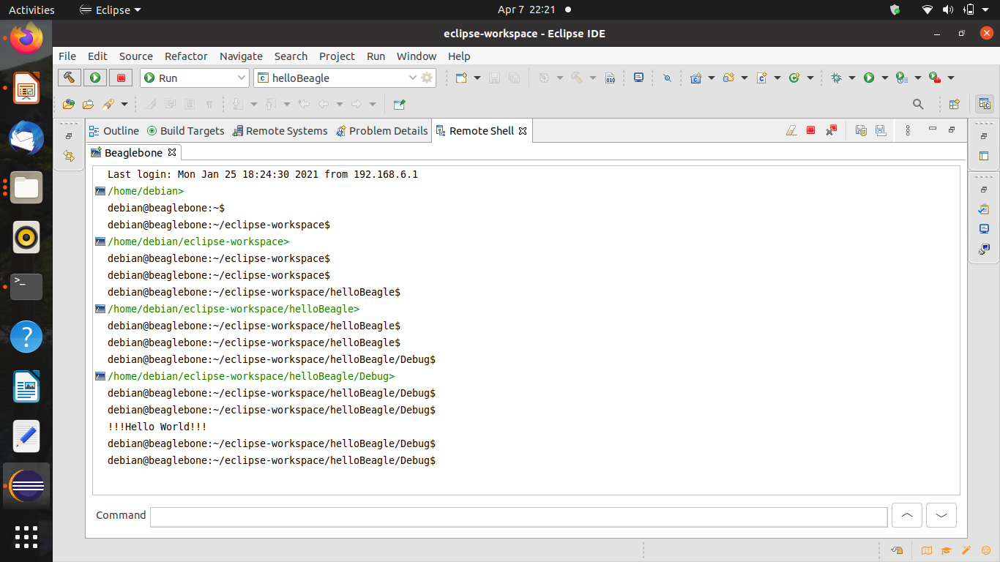 Activities Eclipse Apr 7 22:21
eclipse-workspace - Eclipse IDE
File Edit Source Refactor Navigate Search Project Run Window Help
Run helloBeagle
Outline Build Targets Remote Systems Problem Details Remote Shell
Beaglebone
Last login: Mon Jan 25 18:24:30 2021 from 192.168.6.1
/home/debian>
debian@beaglebone:~$
debian@beaglebone:~/eclipse-workspace$
/home/debian/eclipse-workspace>
debian@beaglebone:~/eclipse-workspace$
debian@beaglebone:~/eclipse-workspace$
debian@beaglebone:~/eclipse-workspace/helloBeagle$
/home/debian/eclipse-workspace/helloBeagle>
debian@beaglebone:~/eclipse-workspace/helloBeagle$
debian@beaglebone:~/eclipse-workspace/helloBeagle$
debian@beaglebone:~/eclipse-workspace/helloBeagle/Debug$
/home/debian/eclipse-workspace/helloBeagle/Debug>
debian@beaglebone:~/eclipse-workspace/helloBeagle/Debug$
debian@beaglebone:~/eclipse-workspace/helloBeagle/Debug$
!!!Hello World!!!
debian@beaglebone:~/eclipse-workspace/helloBeagle/Debug$
debian@beaglebone:~/eclipse-workspace/helloBeagle/Debug$
Command